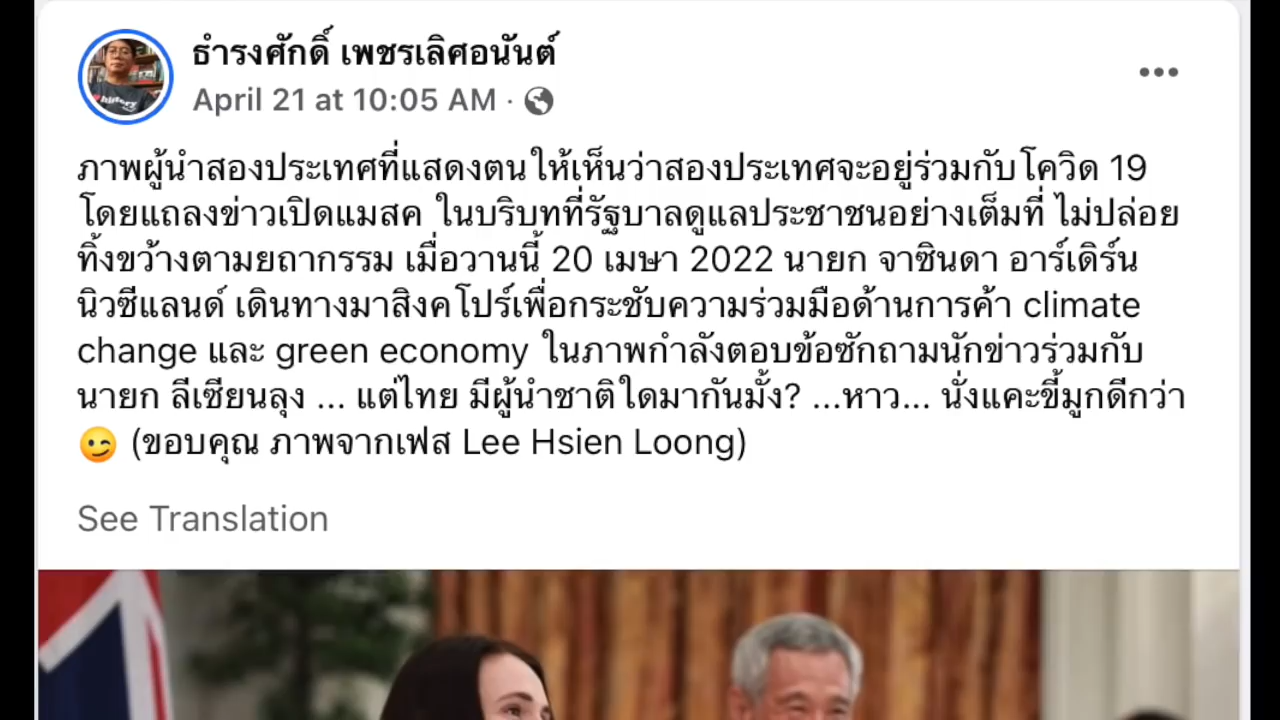 ธำรงศักดิ์ เพชรเลิศอนันต์
April 21 at 10:05 AM ·
ภาพผู้นำสองประเทศที่แสดงตนให้เห็นว่าสองประเทศจะอยู่ร่วมกับโควิด 19
โดยแถลงข่าวเปิดแมสค ในบริบทที่รัฐบาลดูแลประชาชนอย่างเต็มที่ ไม่ปล่อย
ทิ้งขว้างตามยถากรรม เมื่อวานนี้ 20 เมษา 2022 นายก จาซินดา อาร์เดิร์น
นิวซีแลนด์ เดินทางมาสิงคโปร์เพื่อกระชับความร่วมมือด้านการค้า climate
change และ green economy ในภาพกำลังตอบข้อซักถามนักข่าวร่วมกับ
นายก ลีเซียนลุง ... แต่ไทย มีผู้นำชาติใดมากันมั้ง? ...หาว... นั่งแคะขี้มูกดีกว่า
😉 (ขอบคุณ ภาพจากเฟส Lee Hsien Loong)
See Translation